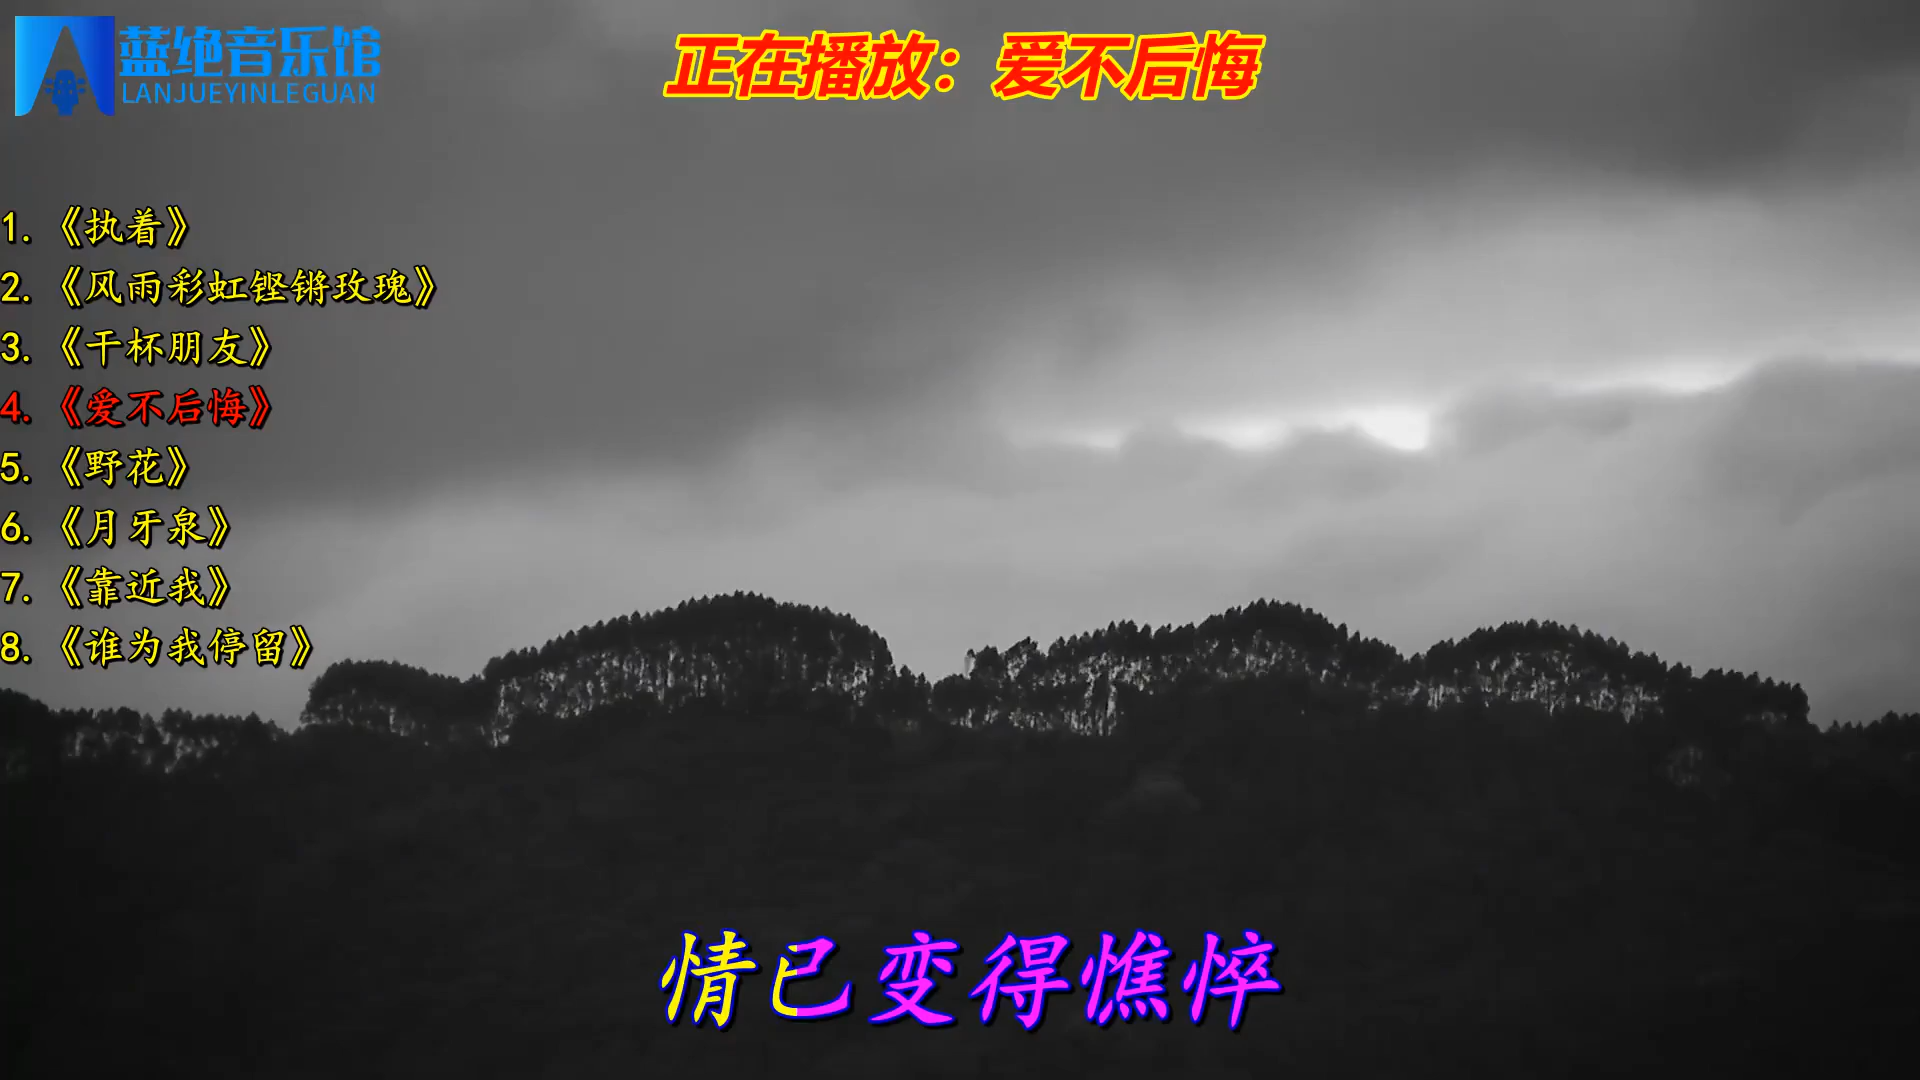 蓝绝音乐馆
LANJUEYINLEGUAN
正在播放：爱不后悔
1.《执着》
2.《风雨彩虹铿锵玫瑰》
3.《干杯朋友》
4.《爱不后悔》
5.《野花》
6.《月牙泉》
7.《靠近我》
8.《谁为我停留》
情已变得憔悴